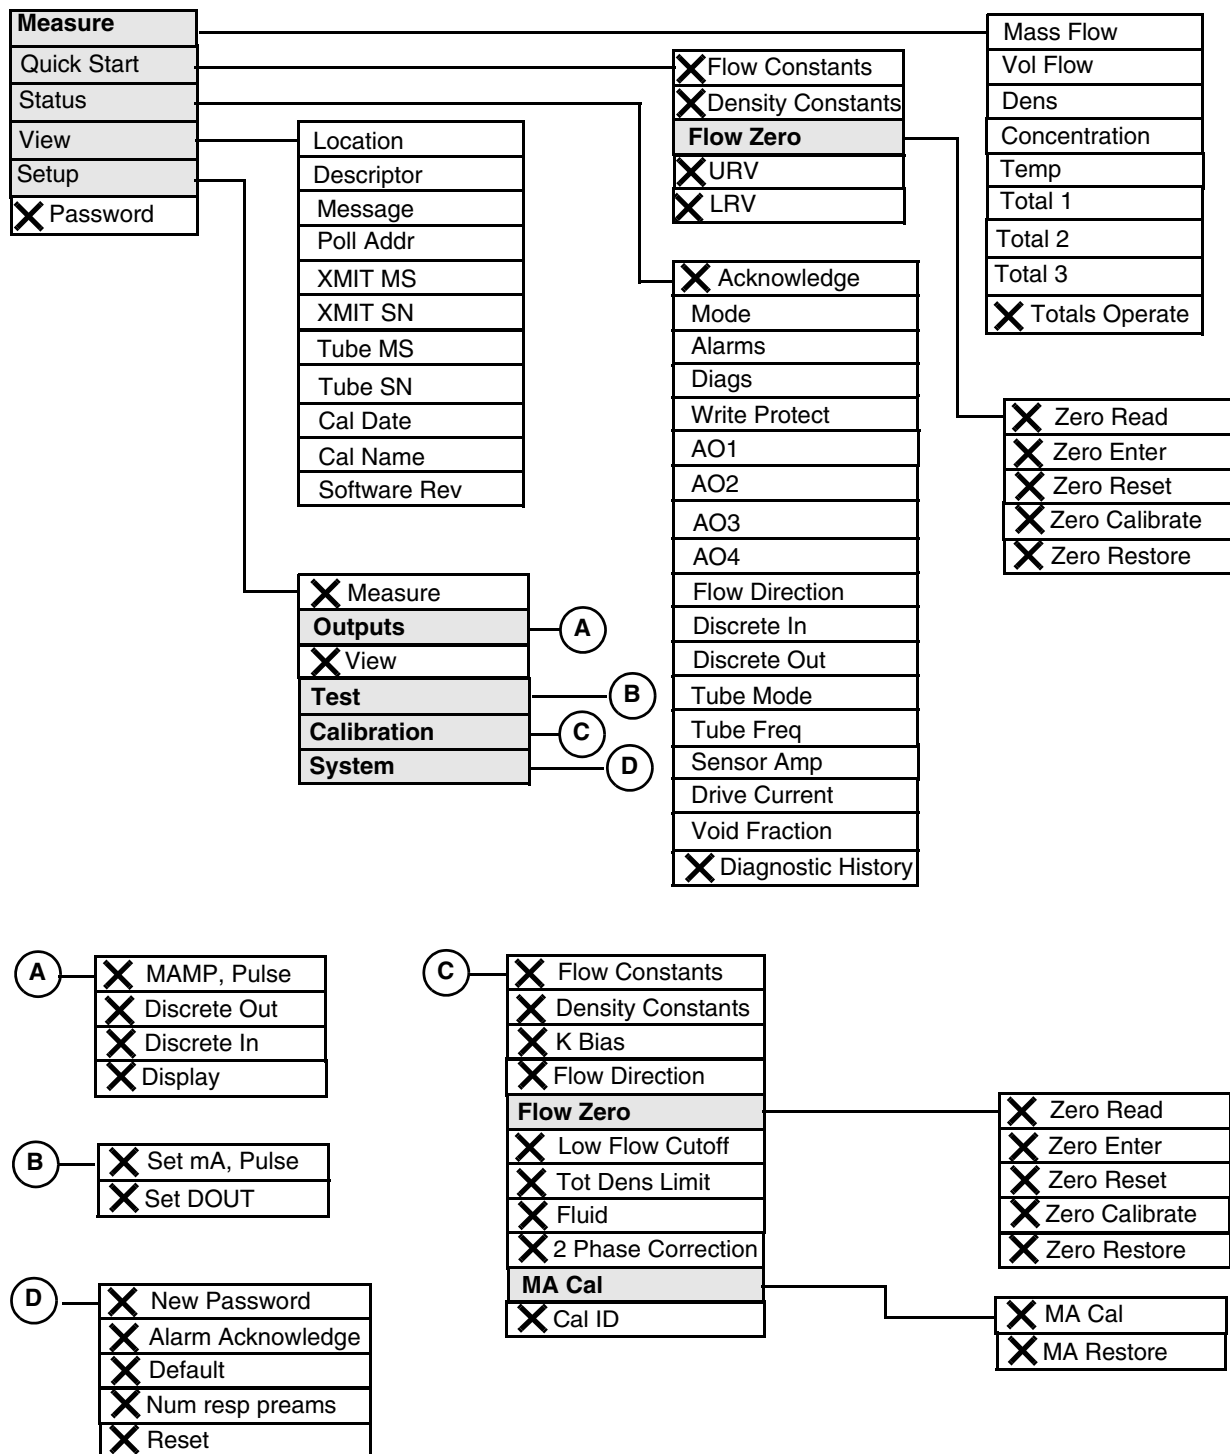 Measure
Quick Start
Status
View
Setup
Password
Mass Flow
Vol Flow
Dens
Concentration
Temp
Total 1
Total 2
Total 3
Totals Operate
Flow Constants
Density Constants
Flow Zero
URV
LRV
Location
Descriptor
Message
Poll Addr
XMIT MS
XMIT SN
Tube MS
Tube SN
Cal Date
Cal Name
Software Rev
Acknowledge
Mode
Alarms
Diags
Write Protect
AO1
AO2
AO3
AO4
Flow Direction
Discrete In
Discrete Out
Tube Mode
Tube Freq
Sensor Amp
Drive Current
Void Fraction
Diagnostic History
Zero Read
Zero Enter
Zero Reset
Zero Calibrate
Zero Restore
Measure
Outputs
A
View
Test
B
Calibration
C
System
D
A
MAMP, Pulse
Discrete Out
Discrete In
Display
B
Set mA, Pulse
Set DOUT
D
New Password
Alarm Acknowledge
Default
Num resp preams
Reset
C
Flow Constants
Density Constants
K Bias
Flow Direction
Flow Zero
Low Flow Cutoff
Tot Dens Limit
Fluid
2 Phase Correction
MA Cal
Cal ID
Zero Read
Zero Enter
Zero Reset
Zero Calibrate
Zero Restore
MA Cal
MA Restore